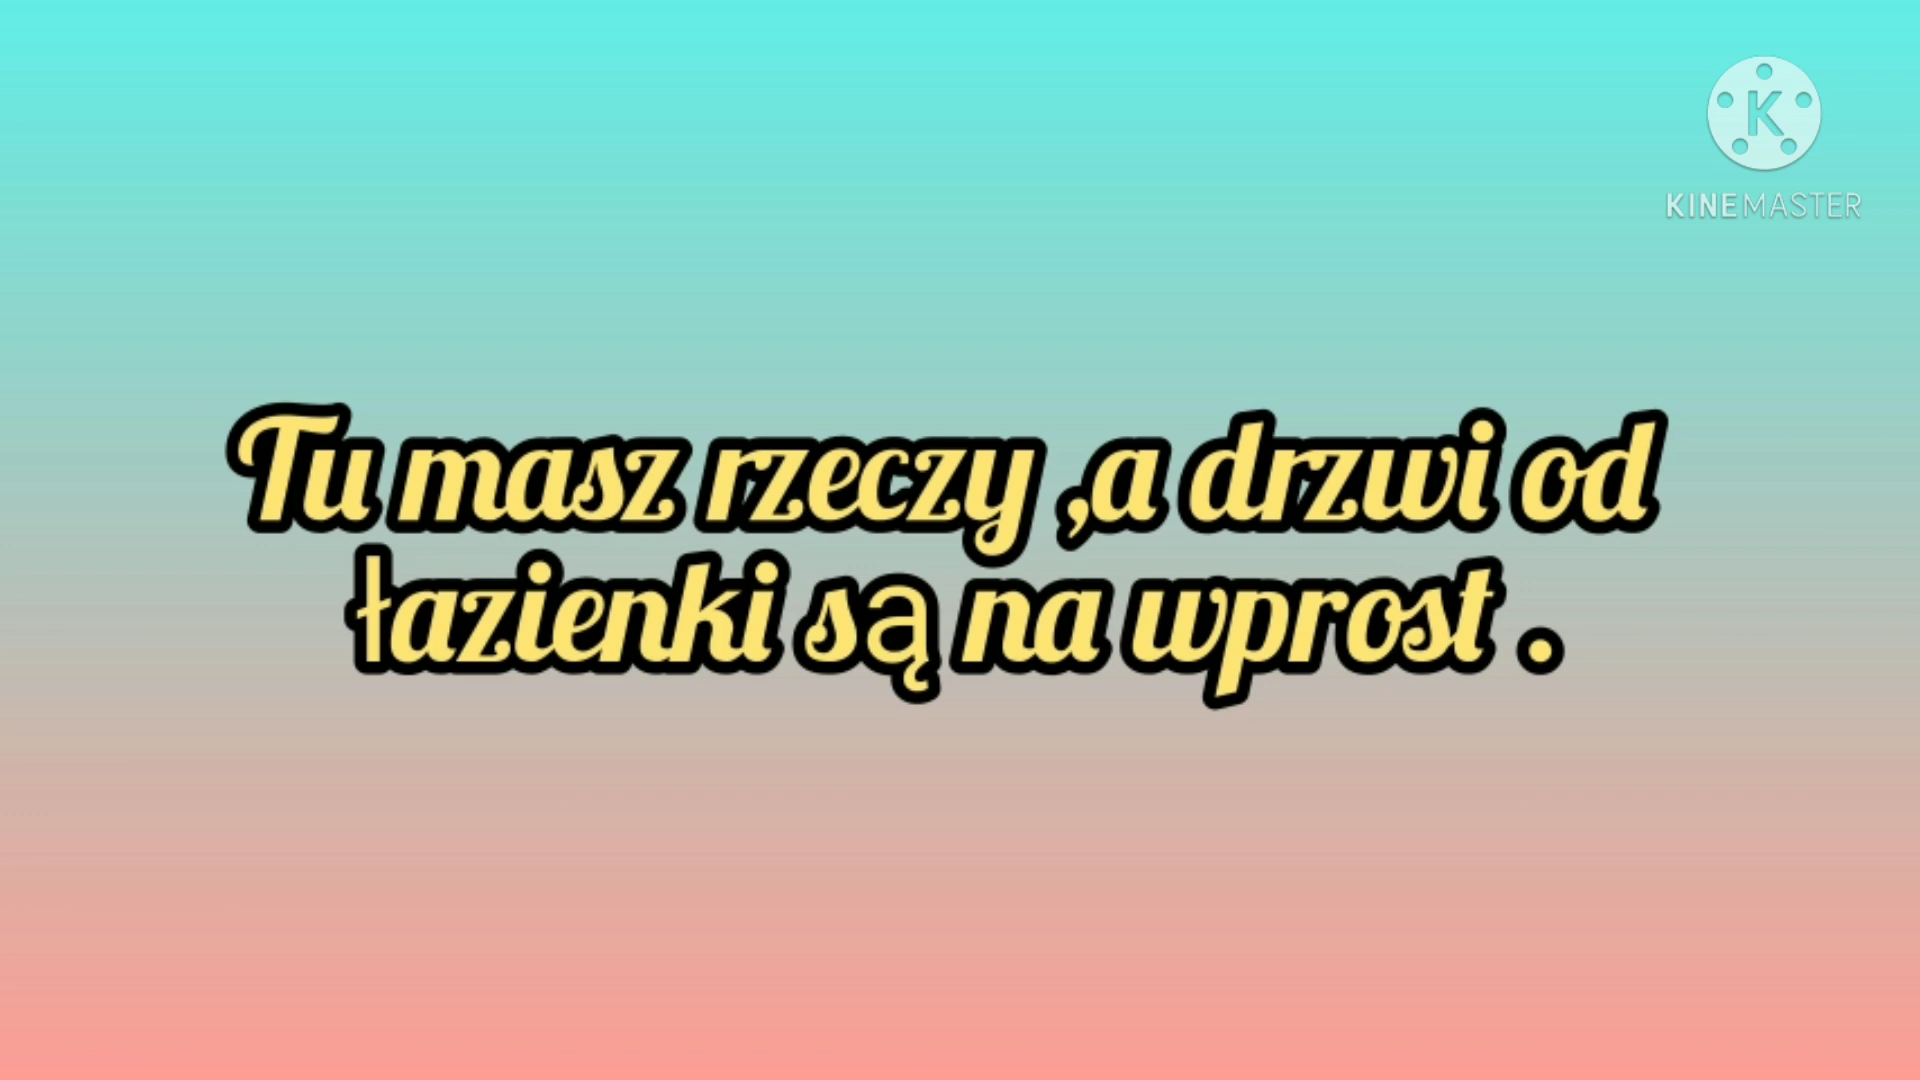 KINEMASTER
Tu masz rzeczy ,a drzwi od
łazienki są na wprost .